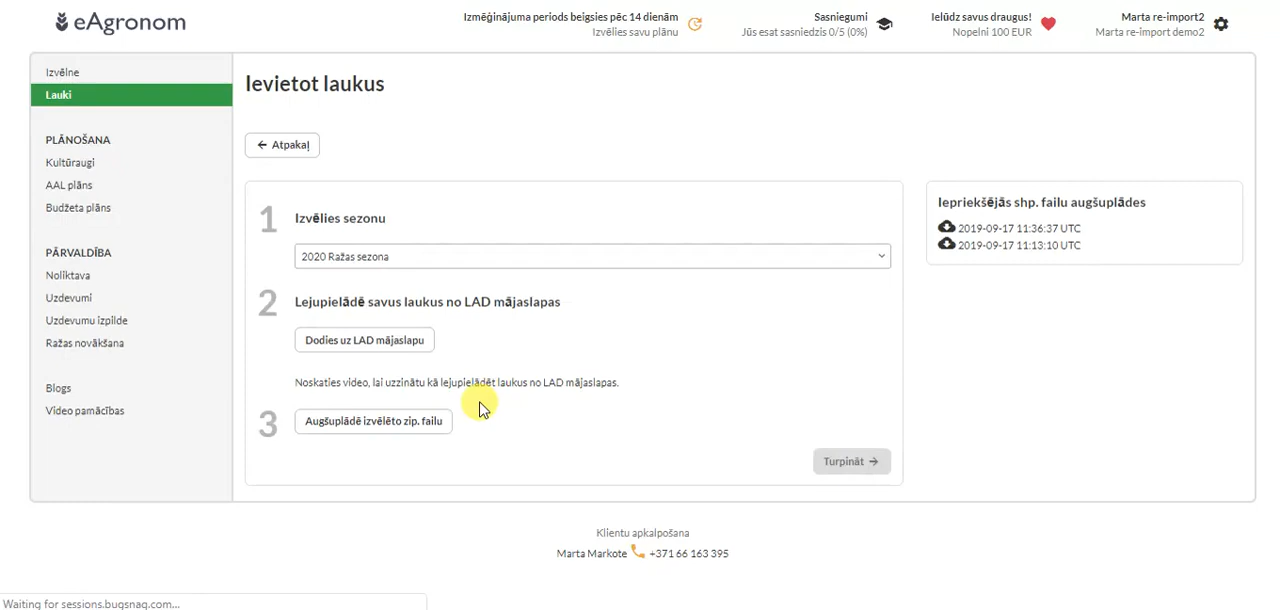 eAgronom
Izmēģinājuma periods beigsies pēc 14 dienām
Izvēlies savu plānu
Sasniegumi
Jūs esat sasniedzis 0/5 (0%)
Ielūdz savus draugus!
Nopelni 100 EUR
Marta re-import2
Marta re-import demo2
Izvēlne
Lauki
PLĀNOŠANA
Kultūraugi
AAL plāns
Budžeta plāns
PĀRVALDĪBA
Noliktava
Uzdevumi
Uzdevumu izpilde
Ražas novākšana
Blogs
Video pamācības
Ievietot laukus
← Atpakaļ
1 Izvēlies sezonu
2020 Ražas sezona
2 Lejupielādē savus laukus no LAD mājaslapas
Dodies uz LAD mājaslapu
Noskaties video, lai uzzinātu kā lejupielādēt laukus no LAD mājaslapas.
3 Augšuplādē izvēlēto zip. failu
Turpināt →
Iepriekšējās shp. failu augšuplādes
2019-09-17 11:36:37 UTC
2019-09-17 11:13:10 UTC
Klientu apkalpošana
Marta Markote +371 66 163 395
Waiting for sessions.bugsnag.com...